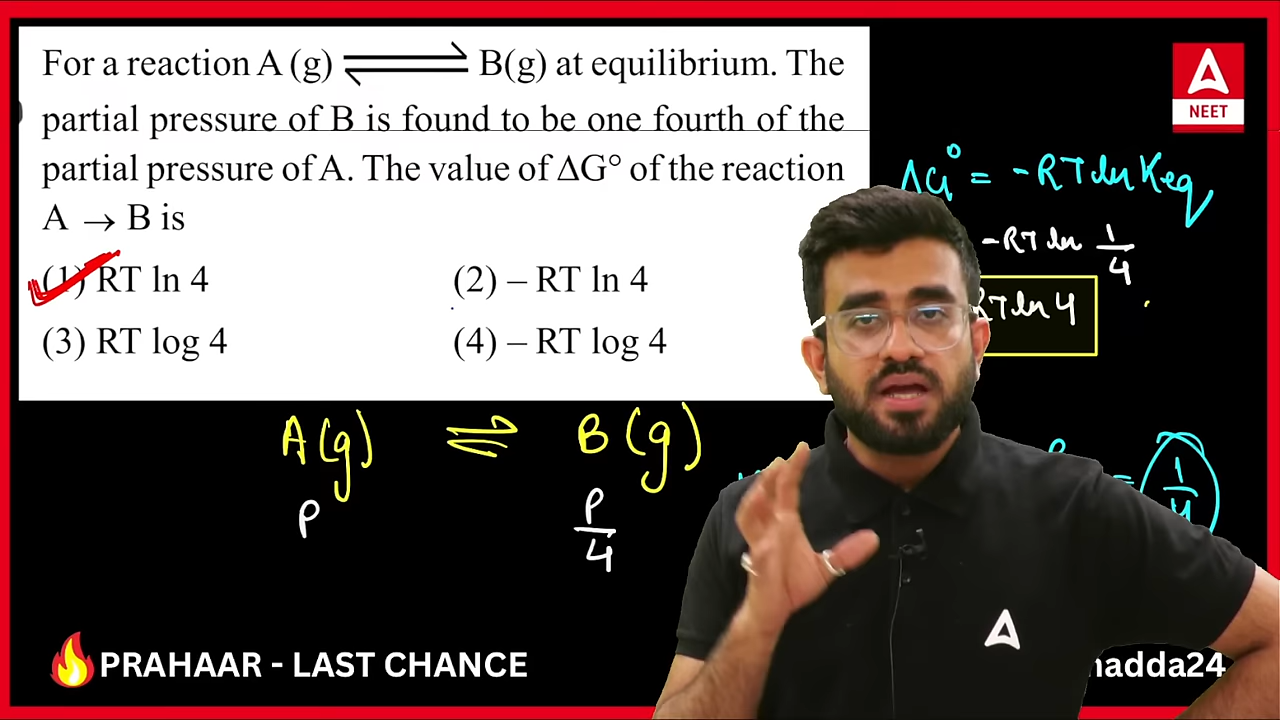 For a reaction A (g) ⇌ B(g) at equilibrium. The
partial pressure of B is found to be one fourth of the
partial pressure of A. The value of ΔG° of the reaction
A → B is
(1) RT ln 4 (2) – RT ln 4
(3) RT log 4 (4) – RT log 4
A
NEET
ΔG° = -RT ln Keq
-RT ln 1/4
RT ln 4
A(g) ⇌ B(g)
P P/4
= 1/4
A
PRAHAAR - LAST CHANCE
adda24